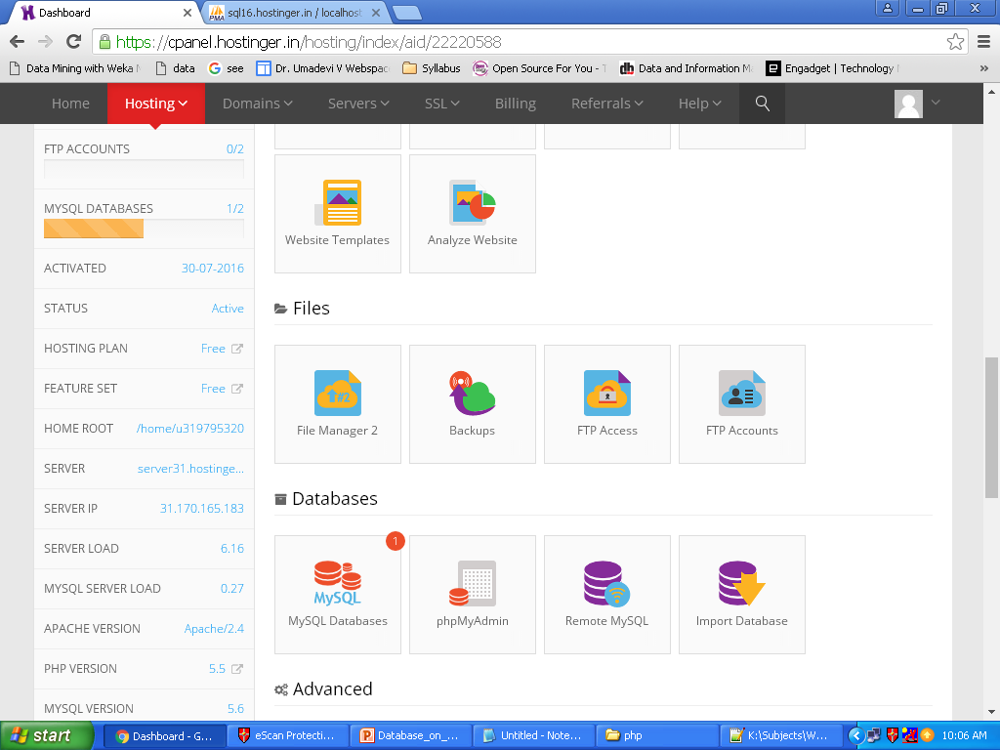 Dashboard
PMA
sql16.hostinger.in / localhost
https://cpanel.hostinger.in/hosting/index/aid/22220588
Data Mining with Weka
data
G see
Dr. Umadevi V Webspac
Syllabus
Open Source For You -
db Data and Information M
e Engadget | Technology
»
Home
Hosting
Domains
Servers
SSL
Billing
Referrals
Help
FTP ACCOUNTS 0/2
MYSQL DATABASES 1/2
ACTIVATED 30-07-2016
STATUS Active
HOSTING PLAN Free
FEATURE SET Free
HOME ROOT /home/u319795320
SERVER server31.hostinge...
SERVER IP 31.170.165.183
SERVER LOAD 6.16
MYSQL SERVER LOAD 0.27
APACHE VERSION Apache/2.4
PHP VERSION 5.5
MYSQL VERSION 5.6
Website Templates
Analyze Website
Files
#2
File Manager 2
Backups
FTP Access
FTP Accounts
Databases
1
MySQL
MySQL Databases
phpMyAdmin
Remote MySQL
Import Database
Advanced
start
Dashboard - G...
eScan Protecti...
P Database_on_...
Untitled - Note...
php
K:\Subjects\W...
10:06 AM